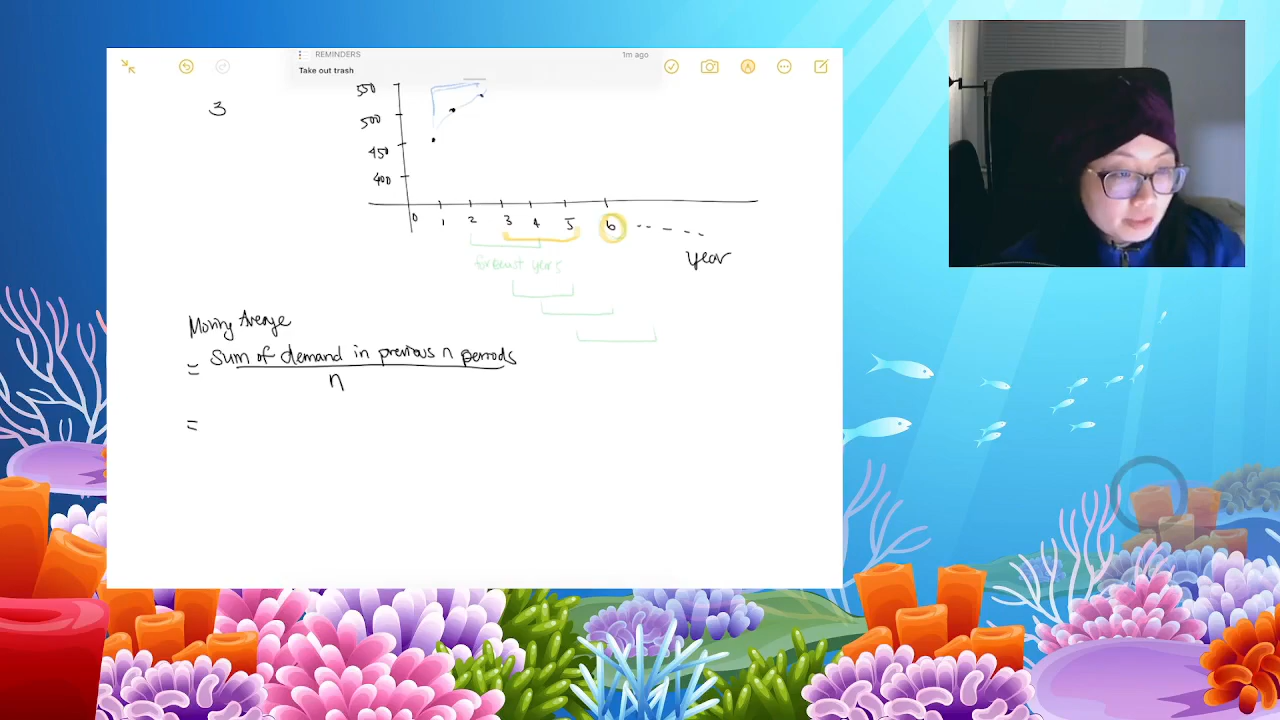 REMINDERS
1m ago
Take out trash
550
3
500
450
400
0 1 2 3 4 5 6 - - - - -
forecast years
year
Moving Average
= Sum of demand in previous n periods
n
=